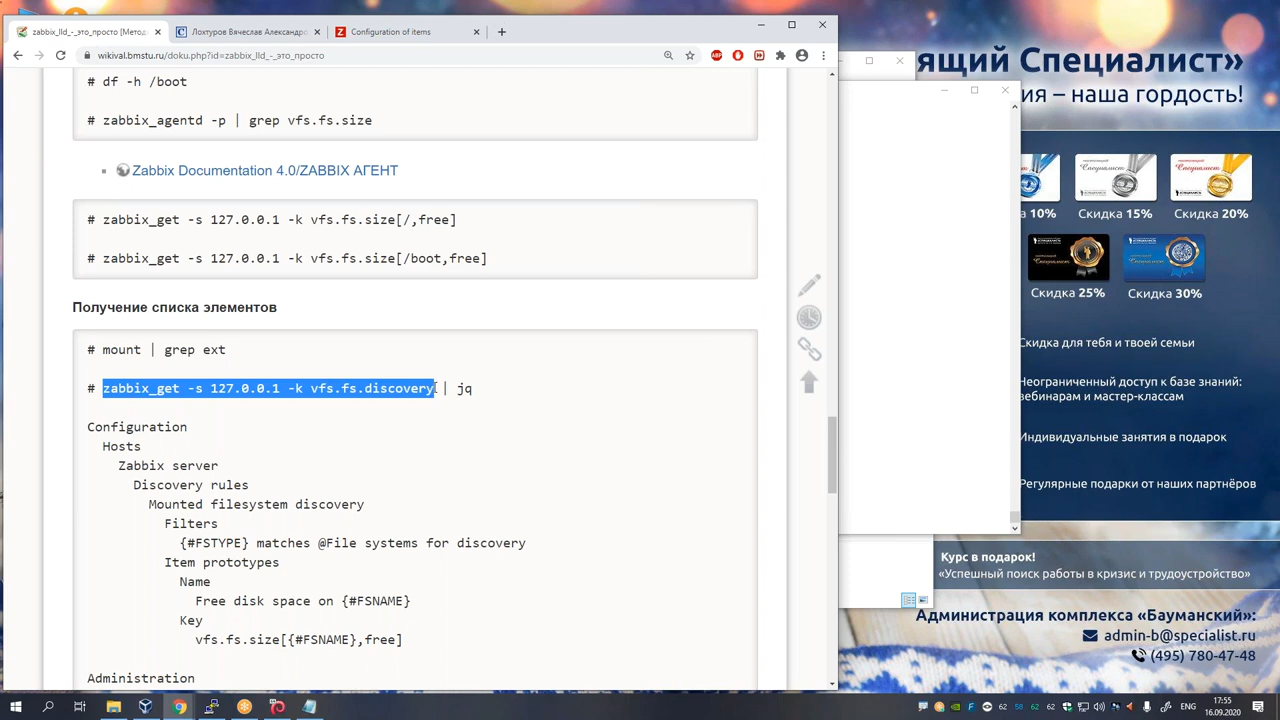 zabbix_lld_-_это_просто [Метод
Лохтуров Вячеслав Александро
Configuration of items
wikival.bmstu.ru/doku.php?id=zabbix_lld_-_это_просто
# df -h /boot
# zabbix_agentd -p | grep vfs.fs.size
Zabbix Documentation 4.0/ZABBIX АГЕНТ
# zabbix_get -s 127.0.0.1 -k vfs.fs.size[/,free]
# zabbix_get -s 127.0.0.1 -k vfs.fs.size[/boot,free]
Получение списка элементов
# mount | grep ext
# zabbix_get -s 127.0.0.1 -k vfs.fs.discovery | jq
Configuration
Hosts
Zabbix server
Discovery rules
Mounted filesystem discovery
Filters
{#FSTYPE} matches @File systems for discovery
Item prototypes
Name
Free disk space on {#FSNAME}
Key
vfs.fs.size[{#FSNAME},free]
Administration
ящий Специалист»
ия – наша гордость!
а 10%
Скидка 15%
Скидка 20%
Скидка 25%
Скидка 30%
Скидка для тебя и твоей семьи
Неограниченный доступ к базе знаний:
вебинарам и мастер-классам
Индивидуальные занятия в подарок
Регулярные подарки от наших партнёров
Курс в подарок!
«Успешный поиск работы в кризис и трудоустройство»
Администрация комплекса «Бауманский»:
admin-b@specialist.ru
(495) 780-47-48
62 58 62 62
ENG
17:55
16.09.2020